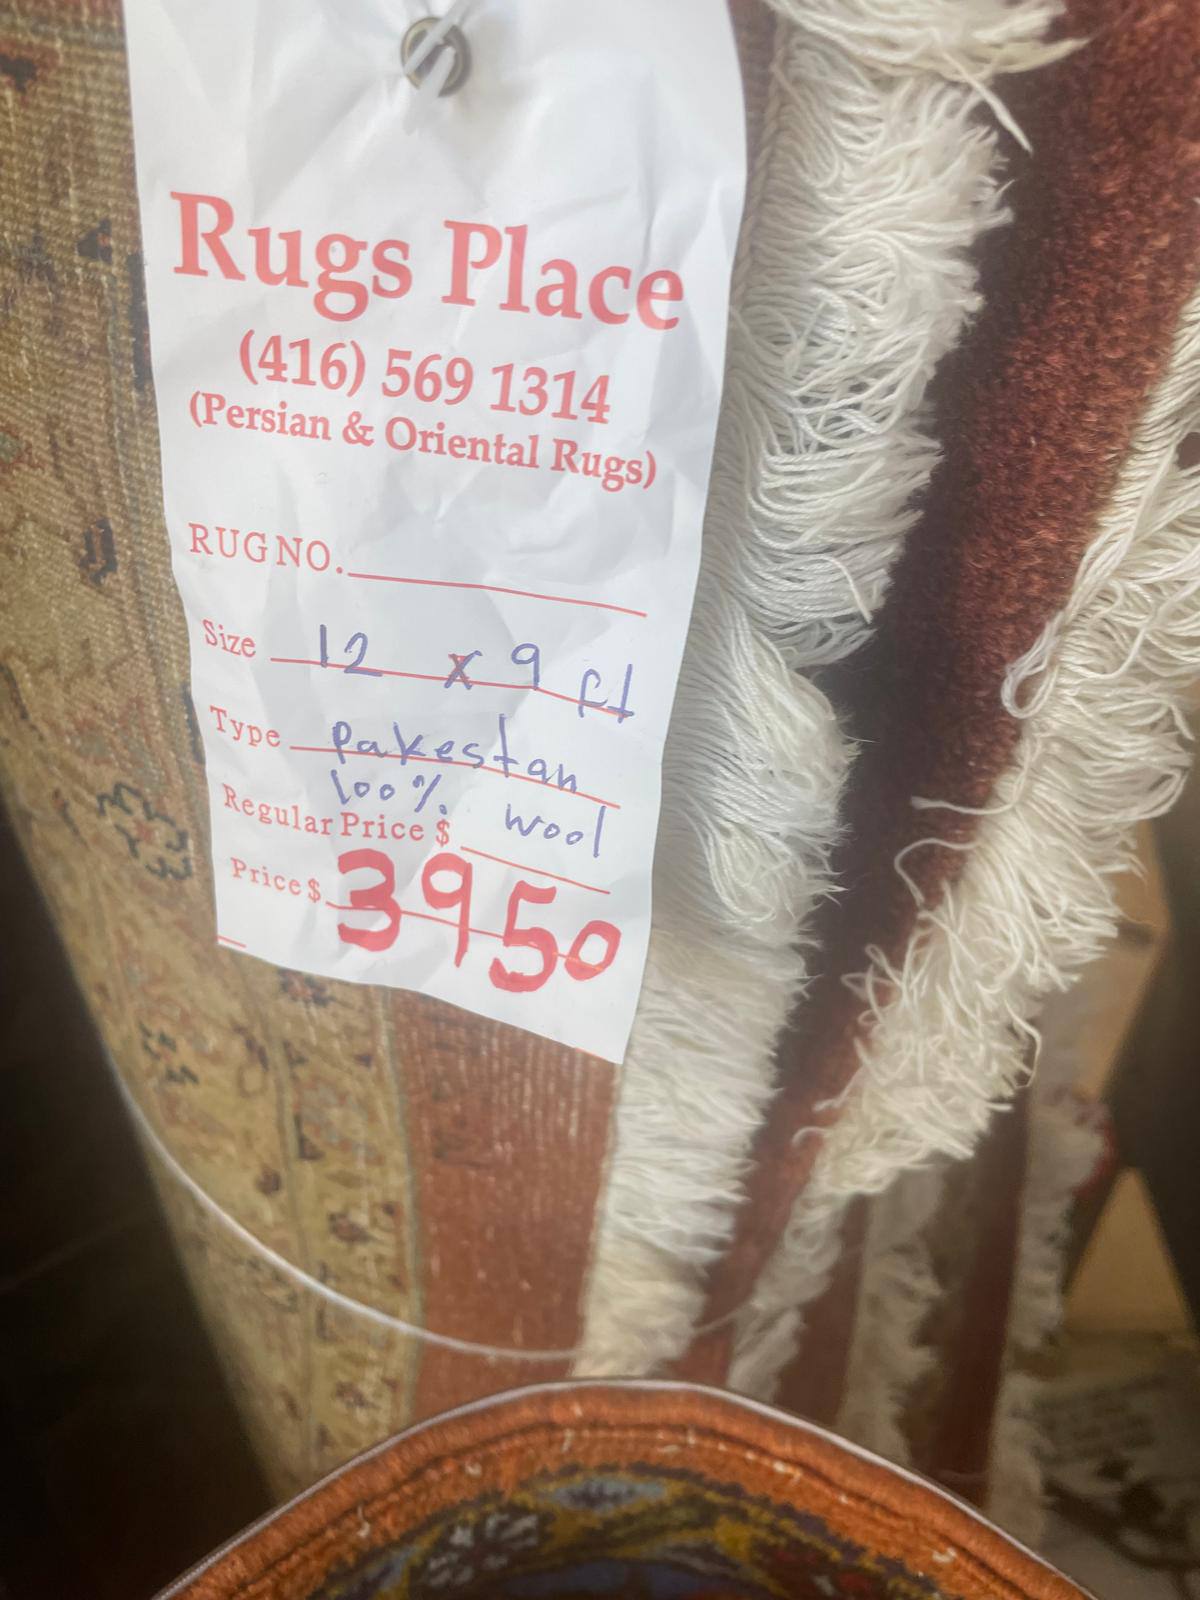 Rugs Place
(416) 569 1314
(Persian & Oriental Rugs)
RUG NO.
Size 12 x 9 ft
Type Pakestan
100% wool
Regular Price $
Price $ 3950